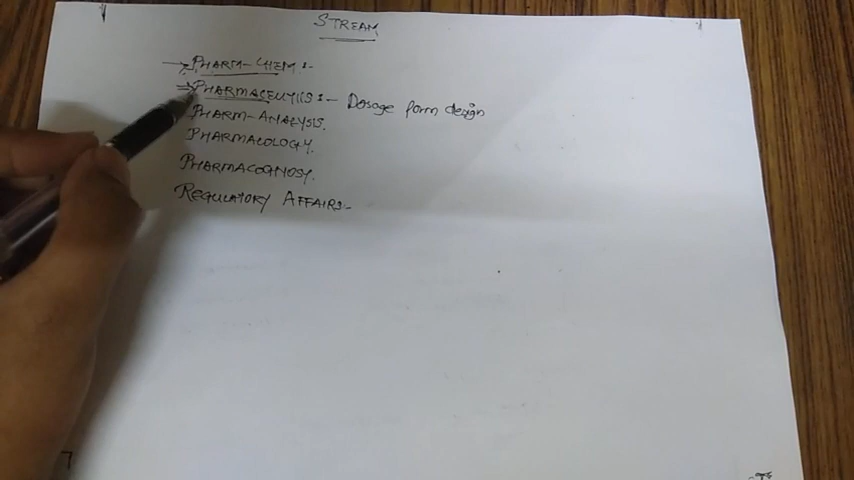 STREAM
→ PHARM-CHEM:-
⇒ PHARMACEUTICS:- Dosage form design
PHARM-ANALYSIS.
PHARMACOLOGY.
PHARMACOGNOSY.
REGULATORY AFFAIRS:-